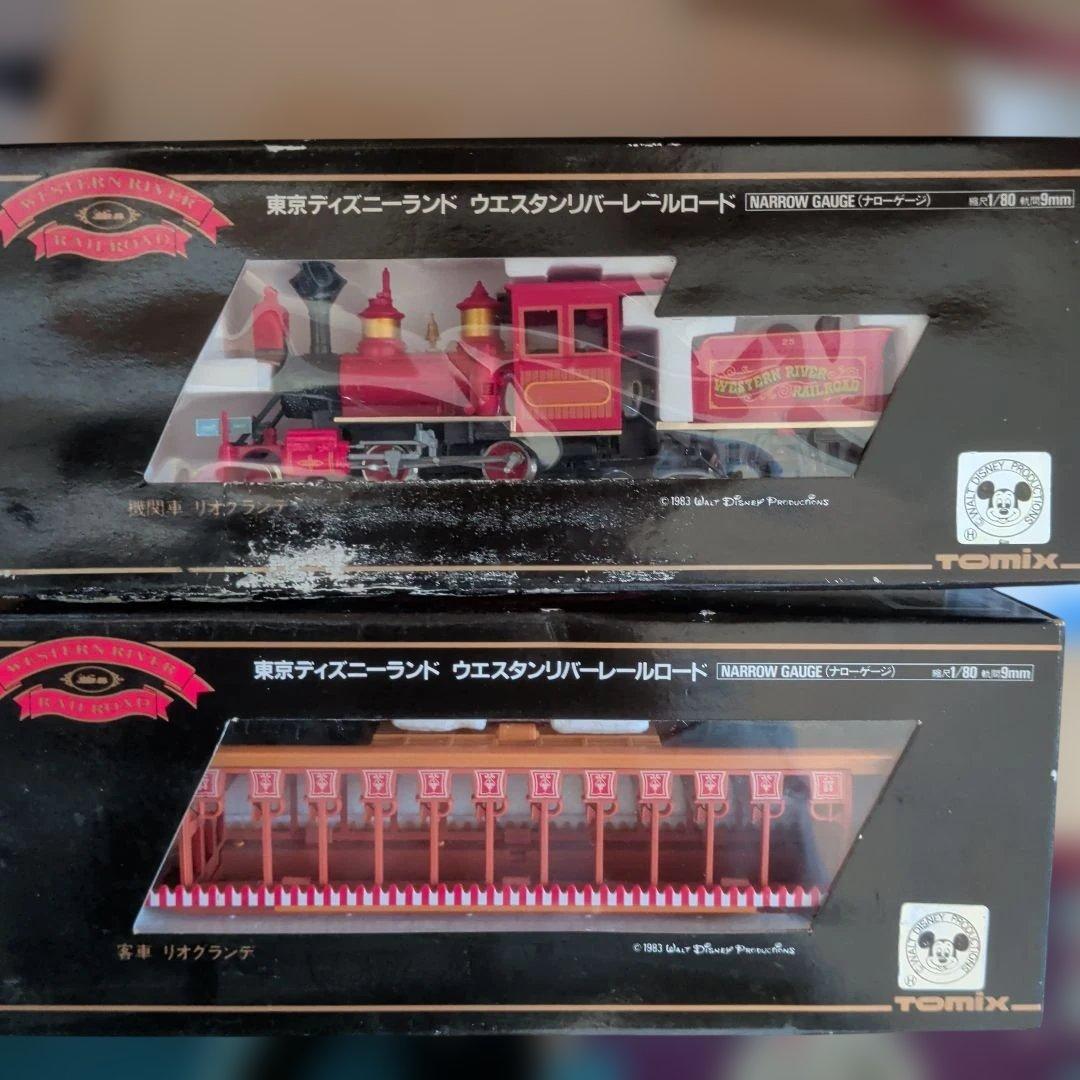 WESTERN RIVER
RAILROAD
東京ディズニーランド ウエスタンリバーレールロード NARROW GAUGE(ナローゲージ) 縮尺1/80 軌間9mm
25
WESTERN RIVER
RAILROAD
機関車 リオグランデ
©1983 WALT DISNEY PRODUCTIONS
©WALT DISNEY PRODUCTIONS
H
TOMIX
WESTERN RIVER
RAILROAD
東京ディズニーランド ウエスタンリバーレールロード NARROW GAUGE(ナローゲージ) 縮尺1/80 軌間9mm
客車 リオグランデ
©1983 WALT DISNEY PRODUCTIONS
©WALT DISNEY PRODUCTIONS
H
TOMIX